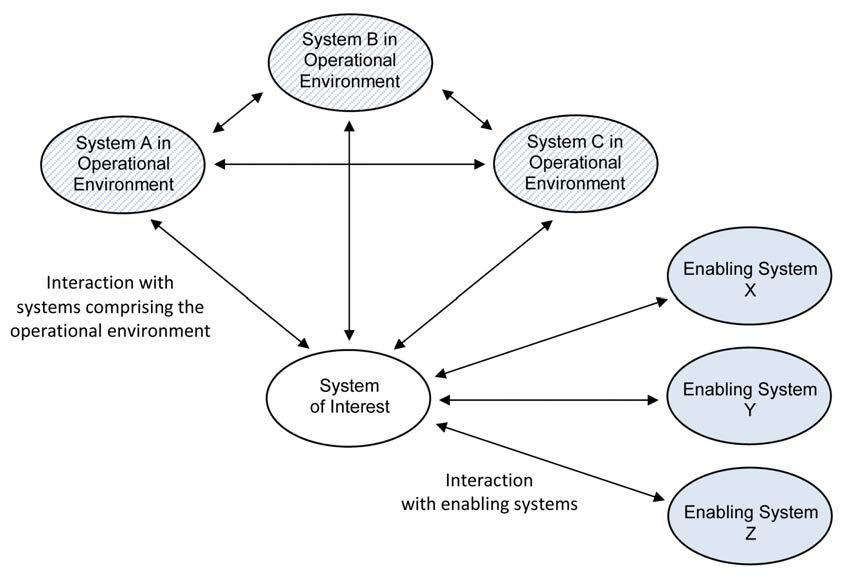 System B in
Operational
Environment
System A in
Operational
Environment
System C in
Operational
Environment
Interaction with
systems comprising the
operational environment
Enabling System
X
System
of Interest
Enabling System
Y
Interaction
with enabling systems
Enabling System
Z